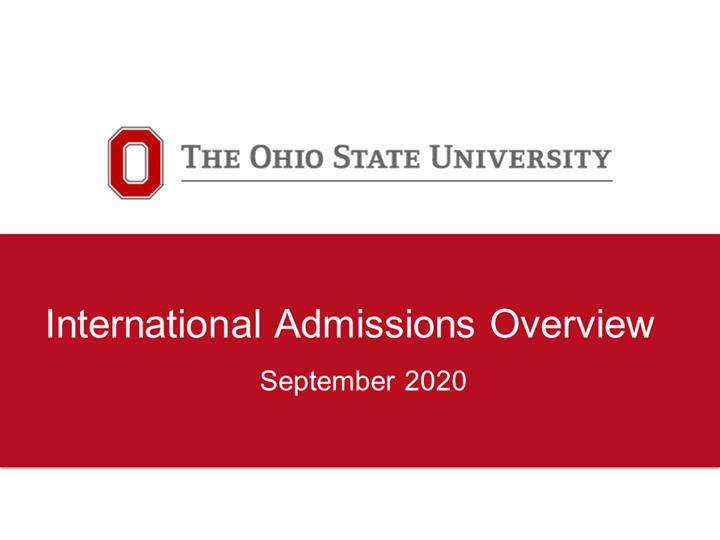 THE OHIO STATE UNIVERSITY
International Admissions Overview
September 2020